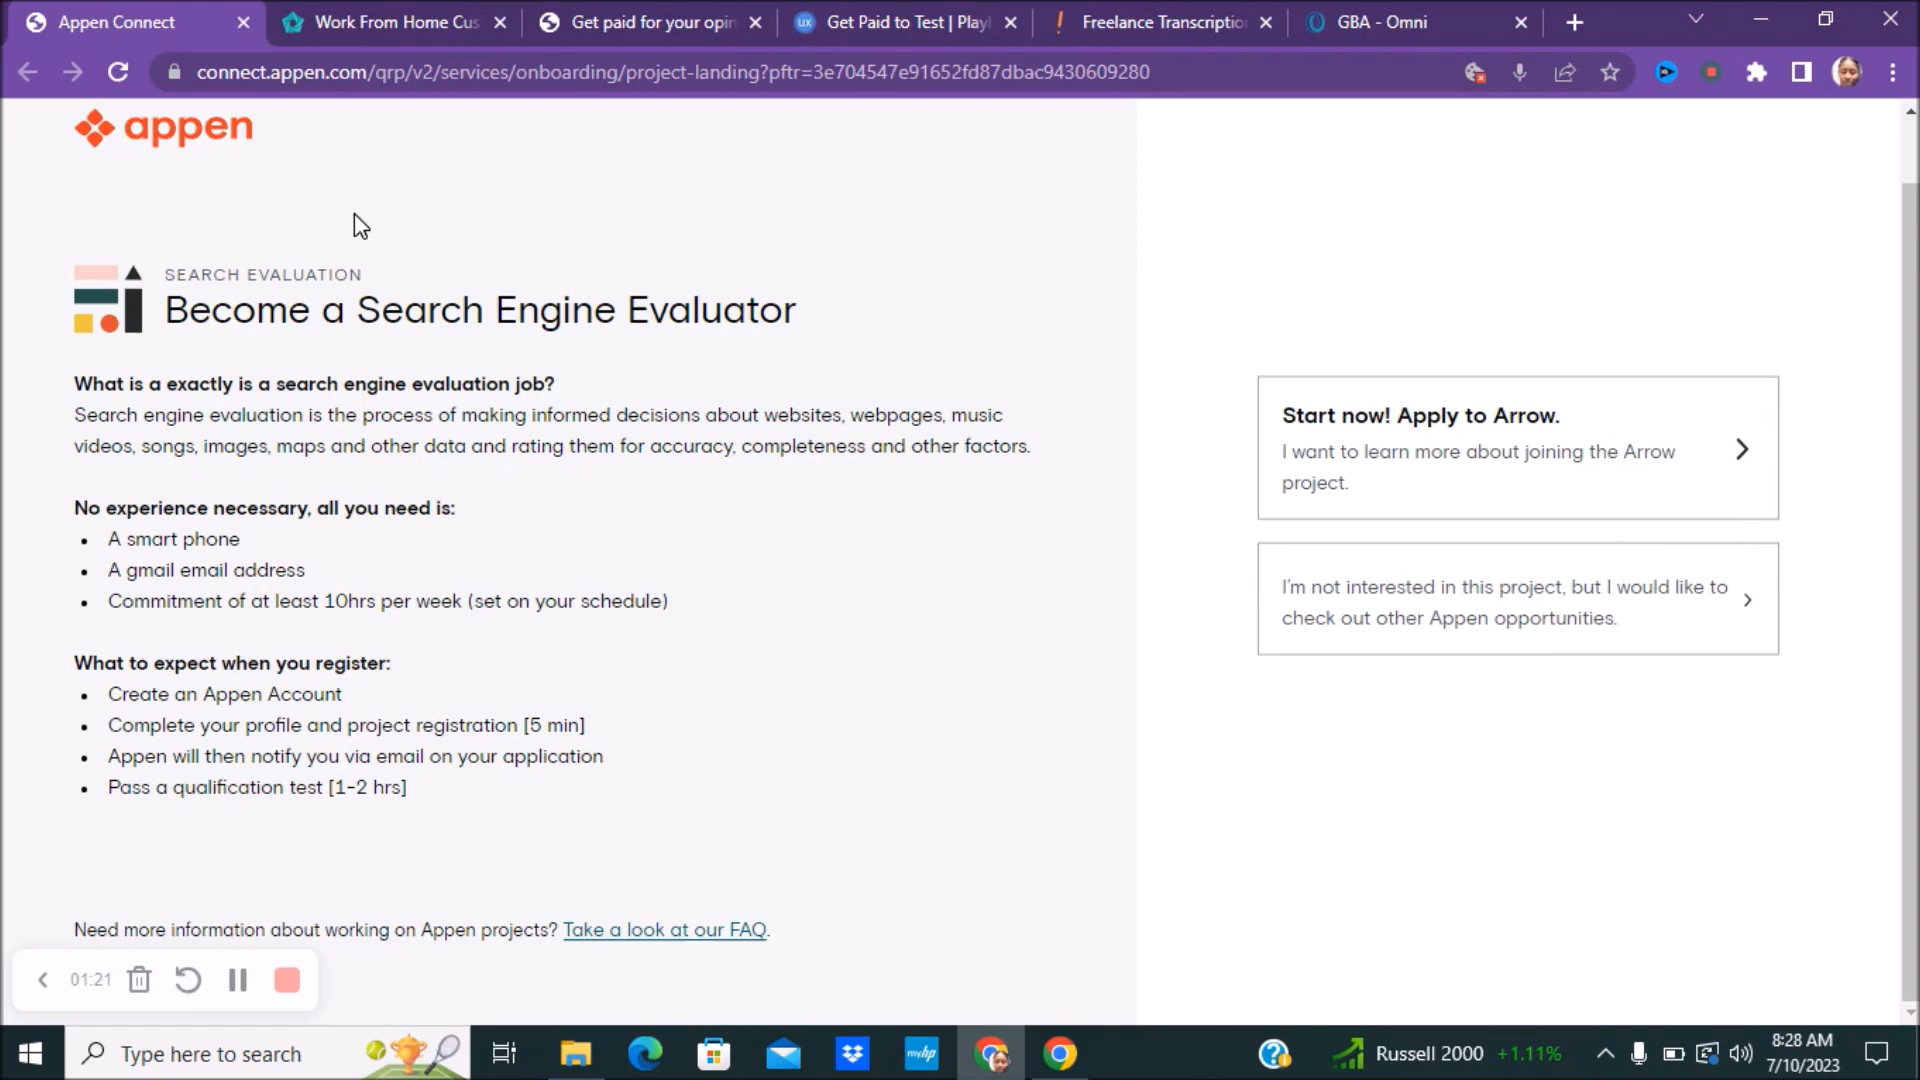 Appen Connect
Work From Home Cus
Get paid for your opin
UX
Get Paid to Test | Play
Freelance Transcriptio
GBA - Omni
connect.appen.com/qrp/v2/services/onboarding/project-landing?pftr=3e704547e91652fd87dbac9430609280
appen
SEARCH EVALUATION
Become a Search Engine Evaluator
What is a exactly is a search engine evaluation job?
Search engine evaluation is the process of making informed decisions about websites, webpages, music
videos, songs, images, maps and other data and rating them for accuracy, completeness and other factors.
No experience necessary, all you need is:
• A smart phone
• A gmail email address
• Commitment of at least 10hrs per week (set on your schedule)
What to expect when you register:
• Create an Appen Account
• Complete your profile and project registration [5 min]
• Appen will then notify you via email on your application
• Pass a qualification test [1-2 hrs]
Need more information about working on Appen projects? Take a look at our FAQ.
Start now! Apply to Arrow.
I want to learn more about joining the Arrow
project.
I'm not interested in this project, but I would like to
check out other Appen opportunities.
01:21
Type here to search
myhp
Russell 2000 +1.11%
8:28 AM
7/10/2023